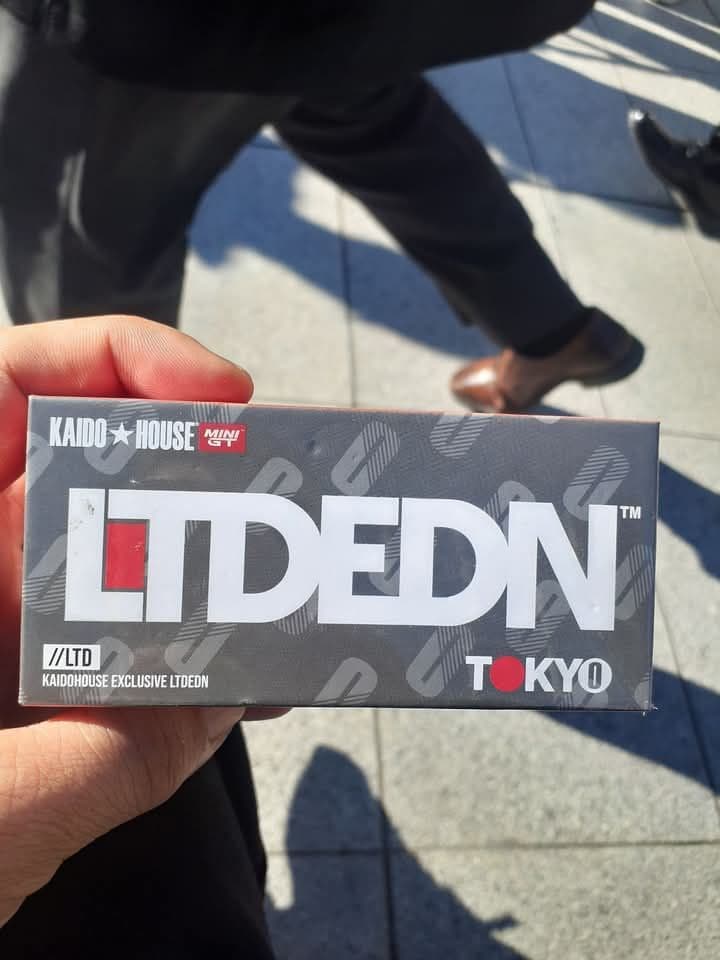 KAIDO★HOUSE MINI GT
LTDEDN™
//LTD
KAIDOHOUSE EXCLUSIVE LTDEDN
TOKYO